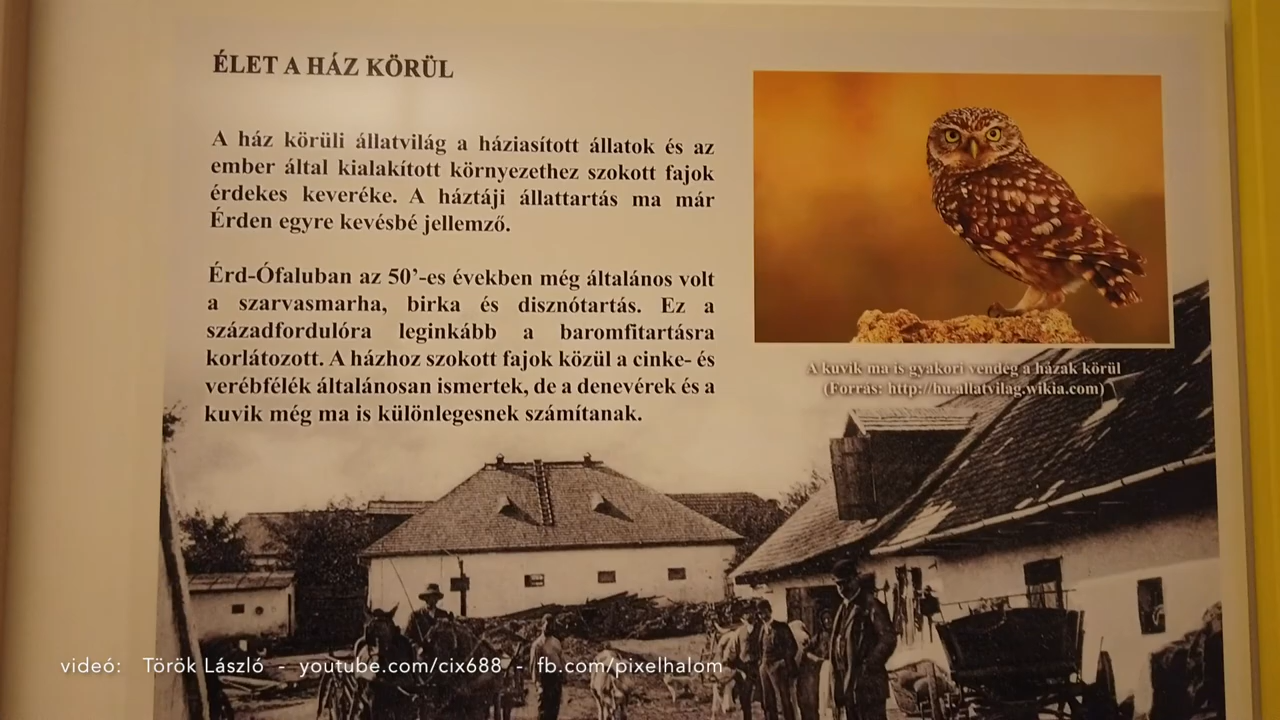 ÉLET A HÁZ KÖRÜL
A ház körüli állatvilág a háziasított állatok és az
ember által kialakított környezethez szokott fajok
érdekes keveréke. A háztáji állattartás ma már
Érden egyre kevésbé jellemző.
Érd-Ófaluban az 50’-es években még általános volt
a szarvasmarha, birka és disznótartás. Ez a
századfordulóra leginkább a baromfitartásra
korlátozott. A házhoz szokott fajok közül a cinke- és
verébfélék általánosan ismertek, de a denevérek és a
kuvik még ma is különlegesnek számítanak.
A kuvik ma is gyakori vendég a házak körül
(Forrás: http://hu.allatvilag.wikia.com)
videó: Török László - youtube.com/cix688 - fb.com/pixelhalom